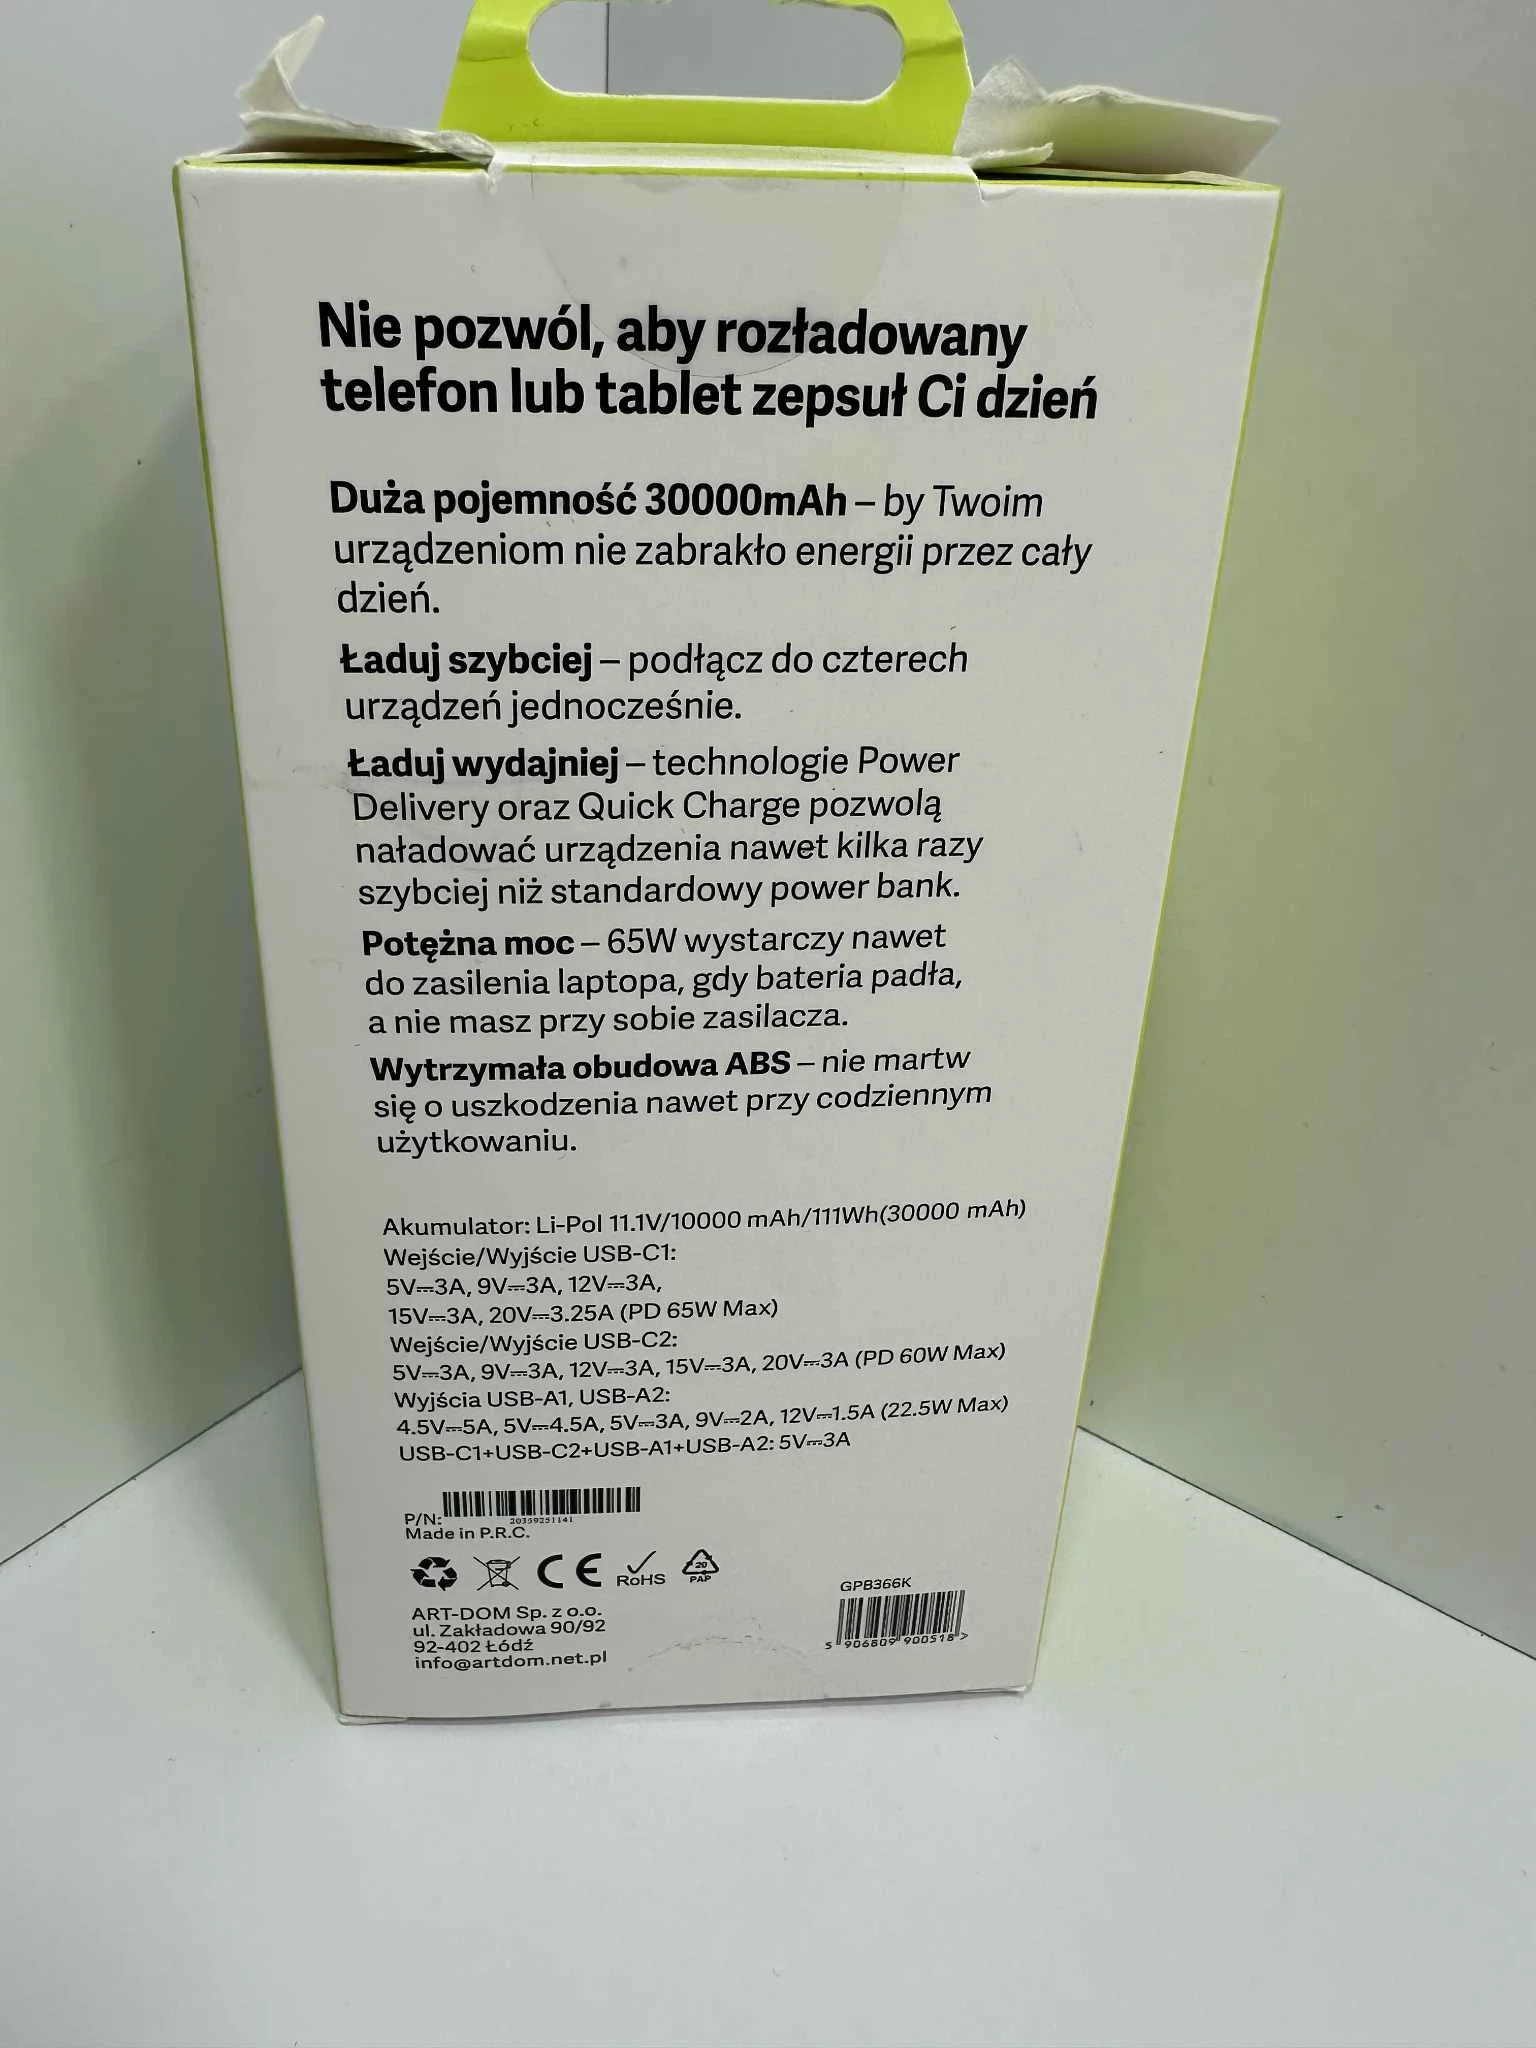 Nie pozwól, aby rozładowany
telefon lub tablet zepsuł Ci dzień
Duża pojemność 30000mAh – by Twoim
urządzeniom nie zabrakło energii przez cały
dzień.
Ładuj szybciej – podłącz do czterech
urządzeń jednocześnie.
Ładuj wydajniej – technologie Power
Delivery oraz Quick Charge pozwolą
naładować urządzenia nawet kilka razy
szybciej niż standardowy power bank.
Potężna moc – 65W wystarczy nawet
do zasilenia laptopa, gdy bateria padła,
a nie masz przy sobie zasilacza.
Wytrzymała obudowa ABS – nie martw
się o uszkodzenia nawet przy codziennym
użytkowaniu.
Akumulator: Li-Pol 11.1V/10000 mAh/111Wh(30000 mAh)
Wejście/Wyjście USB-C1:
5V⎓3A, 9V⎓3A, 12V⎓3A,
15V⎓3A, 20V⎓3.25A (PD 65W Max)
Wejście/Wyjście USB-C2:
5V⎓3A, 9V⎓3A, 12V⎓3A, 15V⎓3A, 20V⎓3A (PD 60W Max)
Wyjścia USB-A1, USB-A2:
4.5V⎓5A, 5V⎓4.5A, 5V⎓3A, 9V⎓2A, 12V⎓1.5A (22.5W Max)
USB-C1+USB-C2+USB-A1+USB-A2: 5V⎓3A
P/N:
20359251141
Made in P.R.C.
CE RoHS 20 PAP
GPB366K
5 906809 900518 >
ART-DOM Sp. z o.o.
ul. Zakładowa 90/92
92-402 Łódź
info@artdom.net.pl